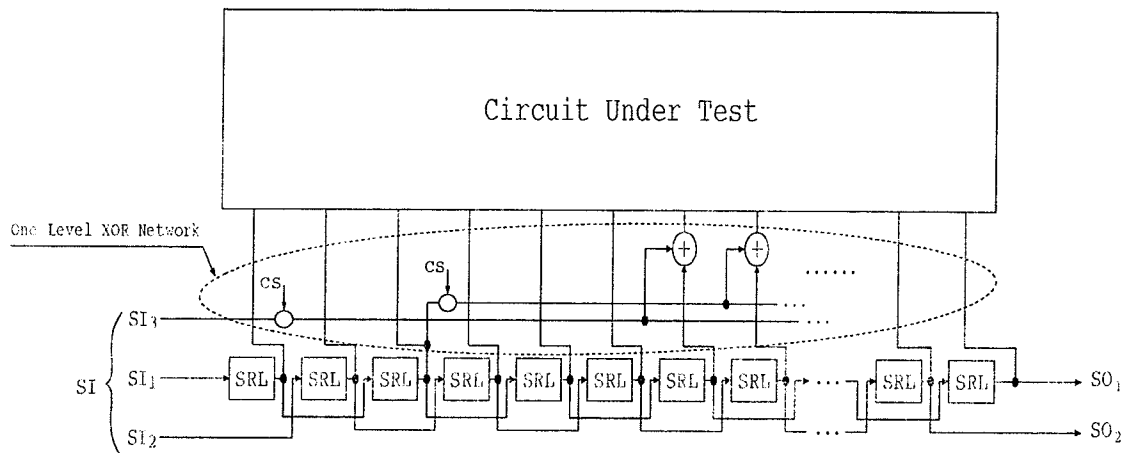 Circuit Under Test
One Level XOR Network
CS
CS
+ +
......
...
SI3
...
SI
SI1 SRL SRL SRL SRL SRL SRL SRL SRL ... SRL SRL SO1
SI2 ... SO2